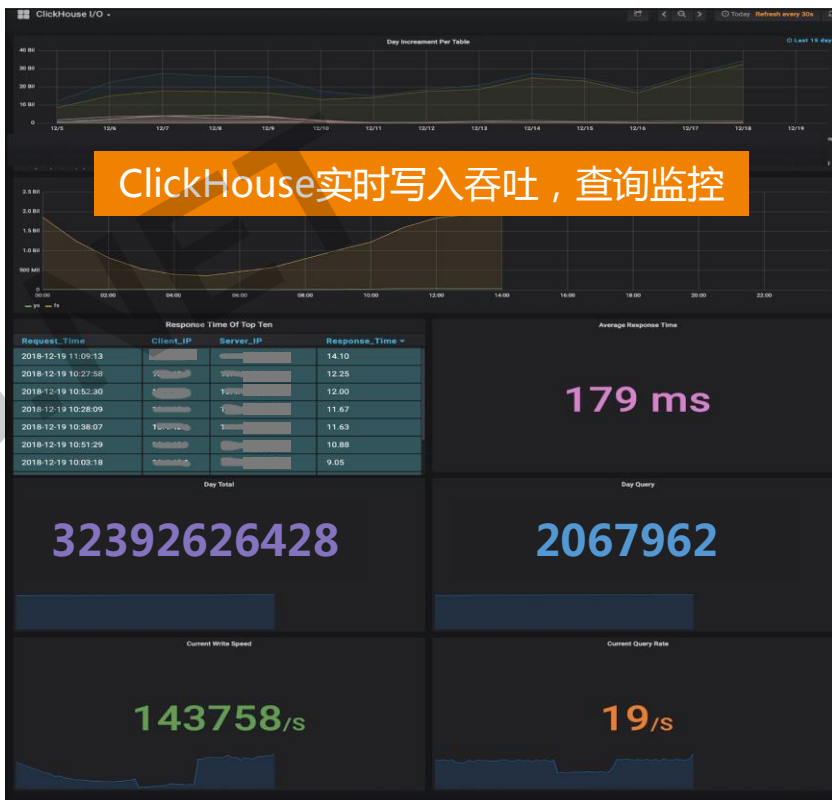 ClickHouse I/O
Today Refresh every 30s
Day Increament Per Table
Last 15 day
40 Bil
30 Bil
20 Bil
10 Bil
0
12/5 12/6 12/7 12/8 12/9 12/10 12/11 12/12 12/13 12/14 12/15 12/16 12/17 12/18 12/19
ClickHouse实时写入吞吐，查询监控
2.5 Bil
2.0 Bil
1.5 Bil
1.0 Bil
500 Mil
0
00:00 02:00 04:00 06:00 08:00 10:00 12:00 14:00 16:00 18:00 20:00 22:00
ys fs
Response Time Of Top Ten
Request_Time Client_IP Server_IP Response_Time
2018-12-19 11:09:13 14.10
2018-12-19 10:27:58 12.25
2018-12-19 10:52:30 12.00
2018-12-19 10:28:09 11.67
2018-12-19 10:38:07 11.63
2018-12-19 10:51:29 10.88
2018-12-19 10:03:18 9.05
Average Response Time
179 ms
Day Total
32392626428
Day Query
2067962
Current Write Speed
143758/s
Current Query Rate
19/s
.NET